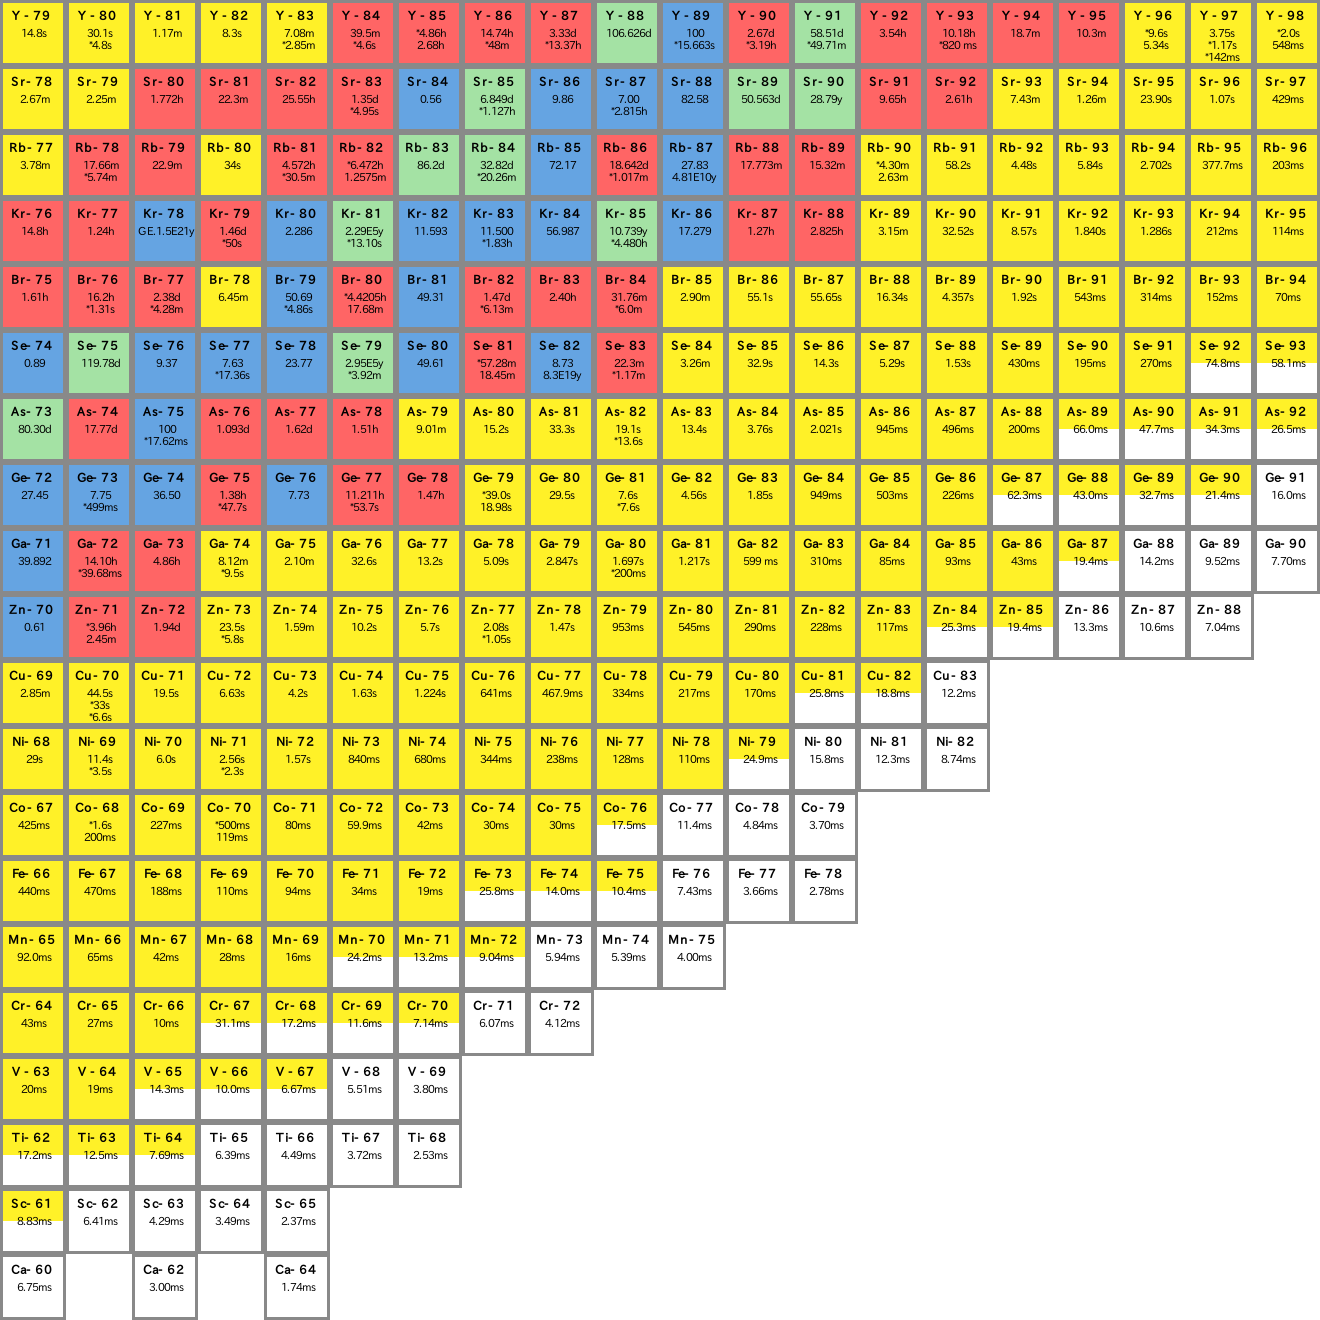 Y - 79 Y - 80 Y - 81 Y - 82 Y - 83 Y - 84 Y - 85 Y - 86 Y - 87 Y - 88 Y - 89 Y - 90 Y - 91 Y - 92 Y - 93 Y - 94 Y - 95 Y - 96 Y - 97 Y - 98
14.8s 30.1s 1.17m 8.3s 7.08m 39.5m *4.86h 14.74h 3.33d 106.626d 100 2.67d 58.51d 3.54h 10.18h 18.7m 10.3m *9.6s 3.75s *2.0s
*4.8s *2.85m *4.6s 2.68h *48m *13.37h *15.663s *3.19h *49.71m *820 ms 5.34s *1.17s 548ms
*142ms
Sr- 78 Sr- 79 Sr- 80 Sr- 81 Sr- 82 Sr- 83 Sr- 84 Sr- 85 Sr- 86 Sr- 87 Sr- 88 Sr- 89 Sr- 90 Sr- 91 Sr- 92 Sr- 93 Sr- 94 Sr- 95 Sr- 96 Sr- 97
2.67m 2.25m 1.772h 22.3m 25.55h 1.35d 0.56 6.849d 9.86 7.00 82.58 50.563d 28.79y 9.65h 2.61h 7.43m 1.26m 23.90s 1.07s 429ms
*4.95s *1.127h *2.815h
Rb- 77 Rb- 78 Rb- 79 Rb- 80 Rb- 81 Rb- 82 Rb- 83 Rb- 84 Rb- 85 Rb- 86 Rb- 87 Rb- 88 Rb- 89 Rb- 90 Rb- 91 Rb- 92 Rb- 93 Rb- 94 Rb- 95 Rb- 96
3.78m 17.66m 22.9m 34s 4.572h *6.472h 86.2d 32.82d 72.17 18.642d 27.83 17.773m 15.32m *4.30m 58.2s 4.48s 5.84s 2.702s 377.7ms 203ms
*5.74m *30.5m 1.2575m *20.26m *1.017m 4.81E10y 2.63m
Kr- 76 Kr- 77 Kr- 78 Kr- 79 Kr- 80 Kr- 81 Kr- 82 Kr- 83 Kr- 84 Kr- 85 Kr- 86 Kr- 87 Kr- 88 Kr- 89 Kr- 90 Kr- 91 Kr- 92 Kr- 93 Kr- 94 Kr- 95
14.8h 1.24h GE.1.5E21y 1.46d 2.286 2.29E5y 11.593 11.500 56.987 10.739y 17.279 1.27h 2.825h 3.15m 32.52s 8.57s 1.840s 1.286s 212ms 114ms
*50s *13.10s *1.83h *4.480h
Br- 75 Br- 76 Br- 77 Br- 78 Br- 79 Br- 80 Br- 81 Br- 82 Br- 83 Br- 84 Br- 85 Br- 86 Br- 87 Br- 88 Br- 89 Br- 90 Br- 91 Br- 92 Br- 93 Br- 94
1.61h 16.2h 2.38d 6.45m 50.69 *4.4205h 49.31 1.47d 2.40h 31.76m 2.90m 55.1s 55.65s 16.34s 4.357s 1.92s 543ms 314ms 152ms 70ms
*1.31s *4.28m *4.86s 17.68m *6.13m *6.0m
Se- 74 Se- 75 Se- 76 Se- 77 Se- 78 Se- 79 Se- 80 Se- 81 Se- 82 Se- 83 Se- 84 Se- 85 Se- 86 Se- 87 Se- 88 Se- 89 Se- 90 Se- 91 Se- 92 Se- 93
0.89 119.78d 9.37 7.63 23.77 2.95E5y 49.61 *57.28m 8.73 22.3m 3.26m 32.9s 14.3s 5.29s 1.53s 430ms 195ms 270ms 74.8ms 58.1ms
*17.36s *3.92m 18.45m 8.3E19y *1.17m
As- 73 As- 74 As- 75 As- 76 As- 77 As- 78 As- 79 As- 80 As- 81 As- 82 As- 83 As- 84 As- 85 As- 86 As- 87 As- 88 As- 89 As- 90 As- 91 As- 92
80.30d 17.77d 100 1.093d 1.62d 1.51h 9.01m 15.2s 33.3s 19.1s 13.4s 3.76s 2.021s 945ms 496ms 200ms 66.0ms 47.7ms 34.3ms 26.5ms
*17.62ms *13.6s
Ge- 72 Ge- 73 Ge- 74 Ge- 75 Ge- 76 Ge- 77 Ge- 78 Ge- 79 Ge- 80 Ge- 81 Ge- 82 Ge- 83 Ge- 84 Ge- 85 Ge- 86 Ge- 87 Ge- 88 Ge- 89 Ge- 90 Ge- 91
27.45 7.75 36.50 1.38h 7.73 11.211h 1.47h *39.0s 29.5s 7.6s 4.56s 1.85s 949ms 503ms 226ms 62.3ms 43.0ms 32.7ms 21.4ms 16.0ms
*499ms *47.7s *53.7s 18.98s *7.6s
Ga- 71 Ga- 72 Ga- 73 Ga- 74 Ga- 75 Ga- 76 Ga- 77 Ga- 78 Ga- 79 Ga- 80 Ga- 81 Ga- 82 Ga- 83 Ga- 84 Ga- 85 Ga- 86 Ga- 87 Ga- 88 Ga- 89 Ga- 90
39.892 14.10h 4.86h 8.12m 2.10m 32.6s 13.2s 5.09s 2.847s 1.697s 1.217s 599 ms 310ms 85ms 93ms 43ms 19.4ms 14.2ms 9.52ms 7.70ms
*39.68ms *9.5s *200ms
Zn- 70 Zn- 71 Zn- 72 Zn- 73 Zn- 74 Zn- 75 Zn- 76 Zn- 77 Zn- 78 Zn- 79 Zn- 80 Zn- 81 Zn- 82 Zn- 83 Zn- 84 Zn- 85 Zn- 86 Zn- 87 Zn- 88
0.61 *3.96h 1.94d 23.5s 1.59m 10.2s 5.7s 2.08s 1.47s 953ms 545ms 290ms 228ms 117ms 25.3ms 19.4ms 13.3ms 10.6ms 7.04ms
2.45m *5.8s *1.05s
Cu- 69 Cu- 70 Cu- 71 Cu- 72 Cu- 73 Cu- 74 Cu- 75 Cu- 76 Cu- 77 Cu- 78 Cu- 79 Cu- 80 Cu- 81 Cu- 82 Cu- 83
2.85m 44.5s 19.5s 6.63s 4.2s 1.63s 1.224s 641ms 467.9ms 334ms 217ms 170ms 25.8ms 18.8ms 12.2ms
*33s
*6.6s
Ni- 68 Ni- 69 Ni- 70 Ni- 71 Ni- 72 Ni- 73 Ni- 74 Ni- 75 Ni- 76 Ni- 77 Ni- 78 Ni- 79 Ni- 80 Ni- 81 Ni- 82
29s 11.4s 6.0s 2.56s 1.57s 840ms 680ms 344ms 238ms 128ms 110ms 24.9ms 15.8ms 12.3ms 8.74ms
*3.5s *2.3s
Co- 67 Co- 68 Co- 69 Co- 70 Co- 71 Co- 72 Co- 73 Co- 74 Co- 75 Co- 76 Co- 77 Co- 78 Co- 79
425ms *1.6s 227ms *500ms 80ms 59.9ms 42ms 30ms 30ms 17.5ms 11.4ms 4.84ms 3.70ms
200ms 119ms
Fe- 66 Fe- 67 Fe- 68 Fe- 69 Fe- 70 Fe- 71 Fe- 72 Fe- 73 Fe- 74 Fe- 75 Fe- 76 Fe- 77 Fe- 78
440ms 470ms 188ms 110ms 94ms 34ms 19ms 25.8ms 14.0ms 10.4ms 7.43ms 3.66ms 2.78ms
Mn- 65 Mn- 66 Mn- 67 Mn- 68 Mn- 69 Mn- 70 Mn- 71 Mn- 72 Mn- 73 Mn- 74 Mn- 75
92.0ms 65ms 42ms 28ms 16ms 24.2ms 13.2ms 9.04ms 5.94ms 5.39ms 4.00ms
Cr- 64 Cr- 65 Cr- 66 Cr- 67 Cr- 68 Cr- 69 Cr- 70 Cr- 71 Cr- 72
43ms 27ms 10ms 31.1ms 17.2ms 11.6ms 7.14ms 6.07ms 4.12ms
V - 63 V - 64 V - 65 V - 66 V - 67 V - 68 V - 69
20ms 19ms 14.3ms 10.0ms 6.67ms 5.51ms 3.80ms
Ti- 62 Ti- 63 Ti- 64 Ti- 65 Ti- 66 Ti- 67 Ti- 68
17.2ms 12.5ms 7.69ms 6.39ms 4.49ms 3.72ms 2.53ms
Sc- 61 Sc- 62 Sc- 63 Sc- 64 Sc- 65
8.83ms 6.41ms 4.29ms 3.49ms 2.37ms
Ca- 60 Ca- 62 Ca- 64
6.75ms 3.00ms 1.74ms